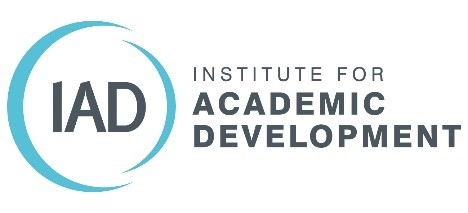 IAD
INSTITUTE FOR
ACADEMIC
DEVELOPMENT